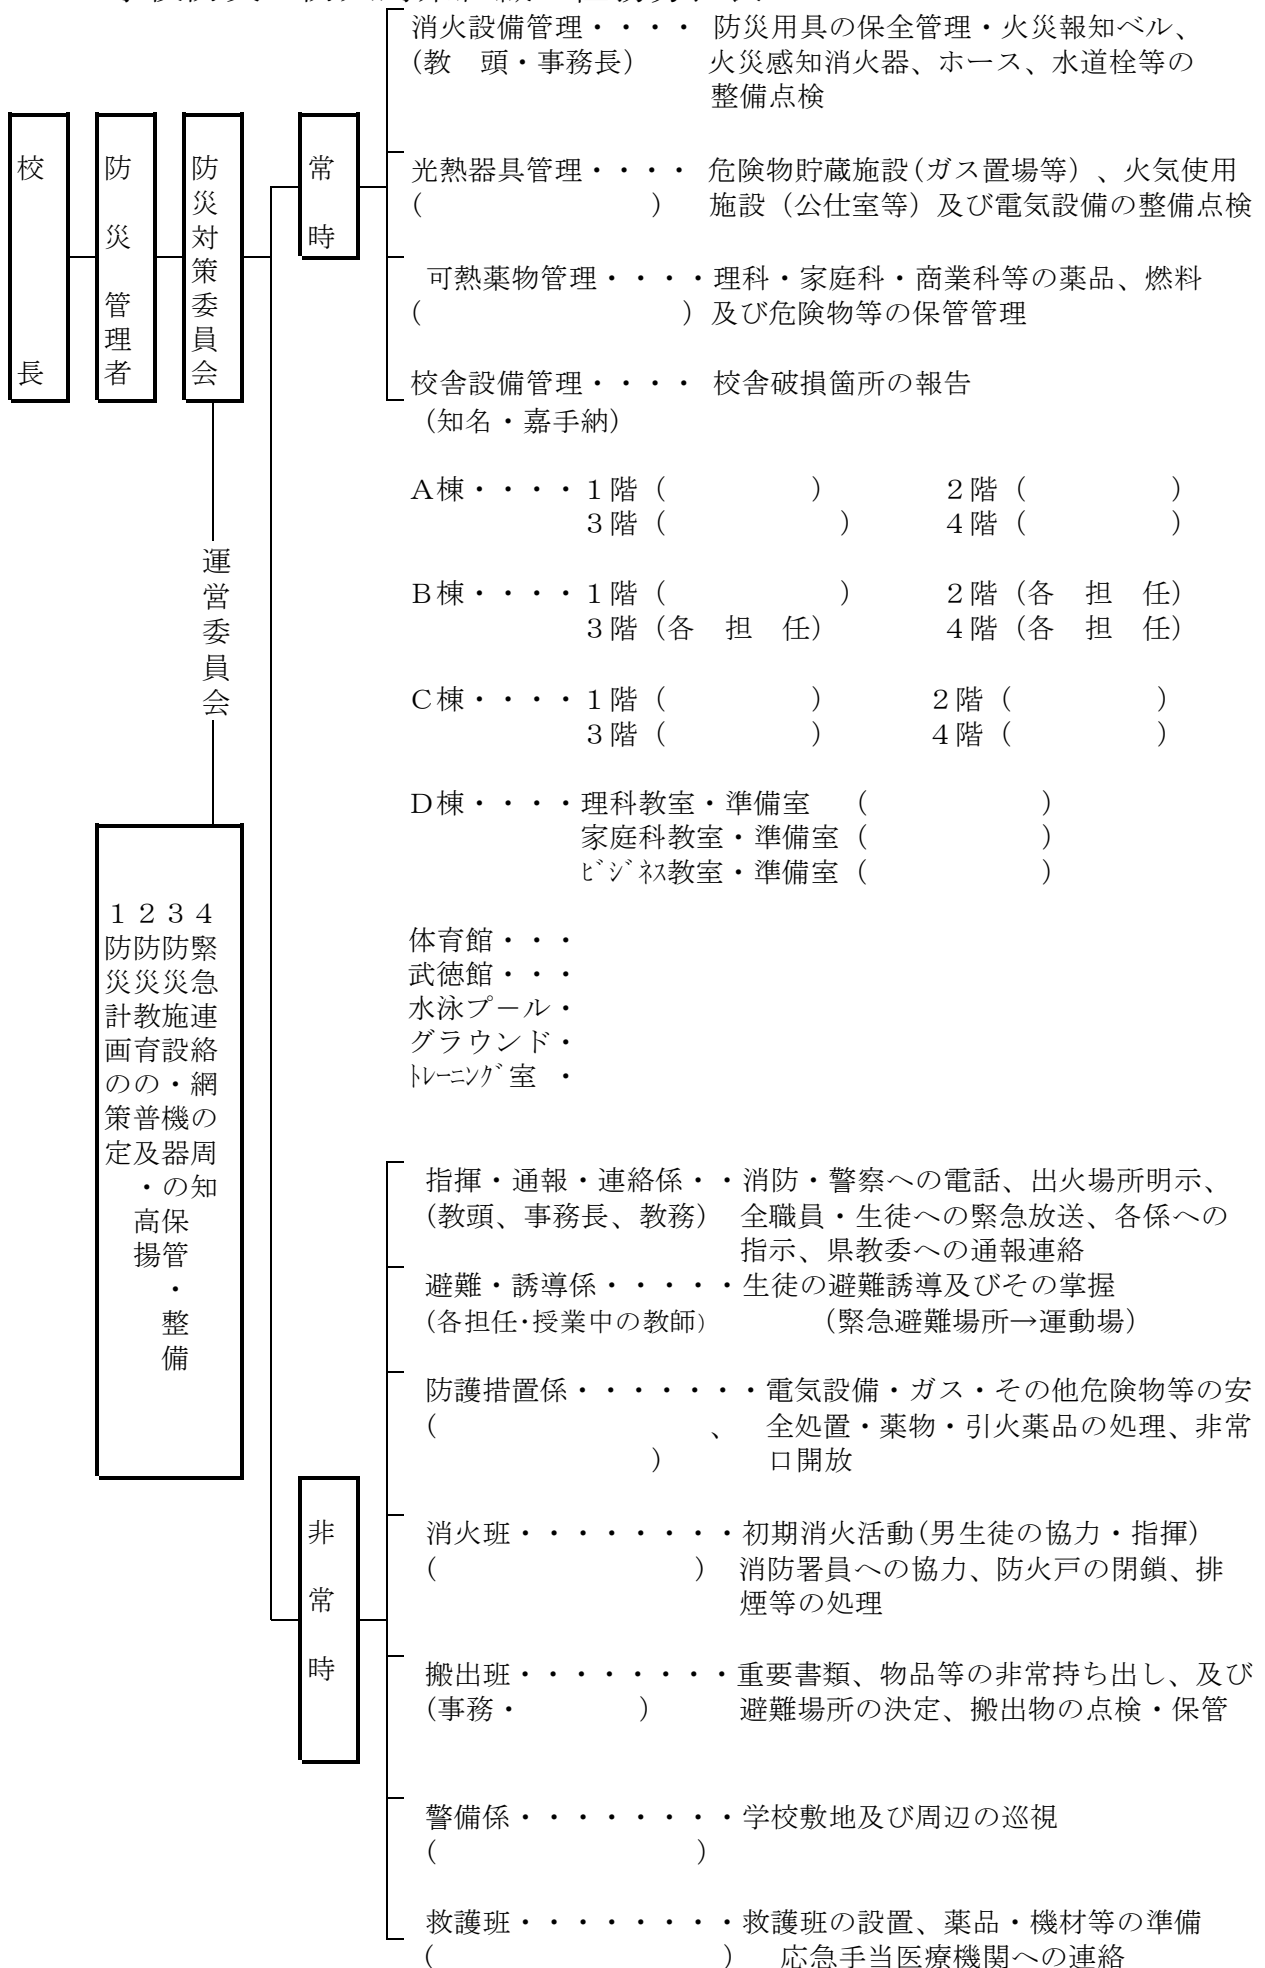 消火設備管理・・・・ 防災用具の保全管理・火災報知ベル、
(教　頭・事務長)　火災感知消火器、ホース、水道栓等の
整備点検
校長
防災管理者
防災対策委員会
常時
光熱器具管理・・・・ 危険物貯蔵施設(ガス置場等) 、火気使用
(　　　　　　　　) 施設（公仕室等）及び電気設備の整備点検
可熱薬物管理・・・・理科・家庭科・商業科等の薬品、燃料
(　　　　　　　　　) 及び危険物等の保管管理
校舎設備管理・・・・ 校舎破損箇所の報告
(知名・嘉手納)
Ａ棟・・・・１階（　　　　　）　　２階（　　　　　）
３階（　　　　　　）　　４階（　　　　　）
運営委員会
Ｂ棟・・・・１階（　　　　　　）　　２階（各　担　任）
３階（各　担　任）　　４階（各　担　任）
Ｃ棟・・・・１階（　　　　　）　　２階（　　　　　）
３階（　　　　　）　　４階（　　　　　）
Ｄ棟・・・・理科教室・準備室　（　　　　　　）
家庭科教室・準備室（　　　　　　）
ﾋﾞｼﾞﾈｽ教室・準備室（　　　　　　）
１防災計画の策定
２防災教育の普及・高揚
３防災施設・機器の保管・整備
４緊急連絡網の周知
体育館・・・
武徳館・・・
水泳プール・
グラウンド・
ﾄﾚｰﾆﾝｸﾞ室 ・
指揮・通報・連絡係・・消防・警察への電話、出火場所明示、
(教頭、事務長、教務)　全職員・生徒への緊急放送、各係への
指示、県教委への通報連絡
避難・誘導係・・・・・生徒の避難誘導及びその掌握
(各担任･授業中の教師)　　　　（緊急避難場所→運動場）
防護措置係・・・・・・・電気設備・ガス・その他危険物等の安
(　　　　　　　　　、　全処置・薬物・引火薬品の処理、非常
)　　　口開放
非常時
消火班・・・・・・・・初期消火活動(男生徒の協力・指揮)
(　　　　　　　　　)　消防署員への協力、防火戸の閉鎖、排
煙等の処理
搬出班・・・・・・・・重要書類、物品等の非常持ち出し、及び
(事務・　　　　)　　　避難場所の決定、搬出物の点検・保管
警備係・・・・・・・・学校敷地及び周辺の巡視
(　　　　　　　　　)
救護班・・・・・・・・救護班の設置、薬品・機材等の準備
(　　　　　　　　　　)　応急手当医療機関への連絡